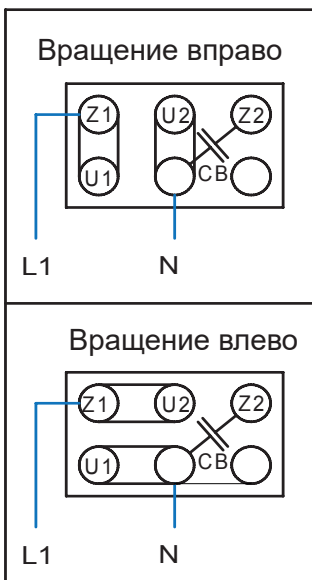 Вращение вправо
Z1 U2 Z2
U1 CB
L1 N
Вращение влево
Z1 U2 Z2
U1 CB
L1 N